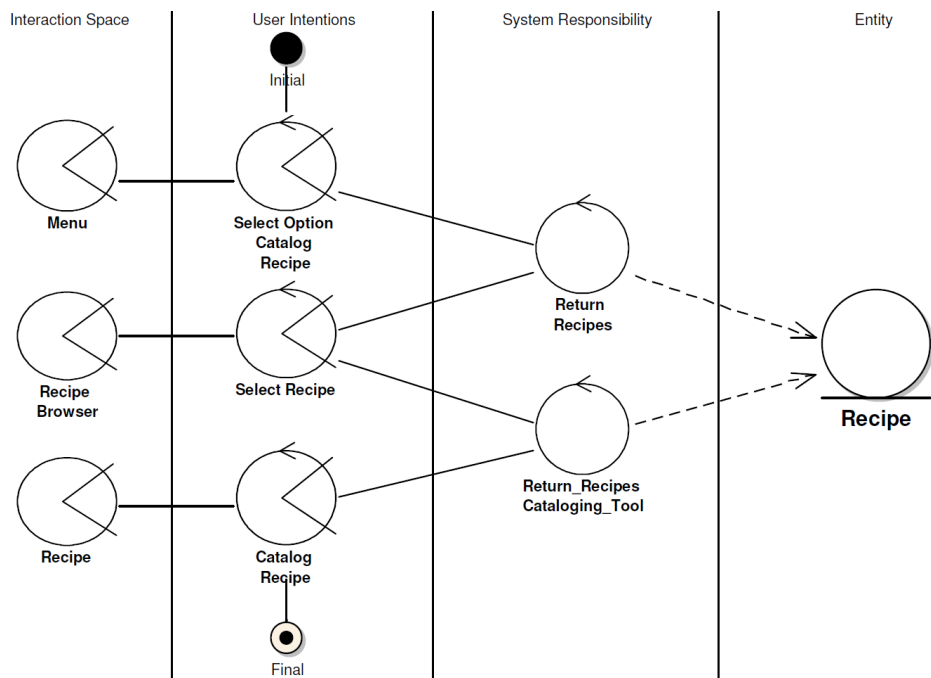 Interaction Space
User Intentions
System Responsibility
Entity
Initial
Menu
Select Option
Catalog
Recipe
Return
Recipes
Recipe
Browser
Select Recipe
Recipe
Return_Recipes
Cataloging_Tool
Recipe
Catalog
Recipe
Final